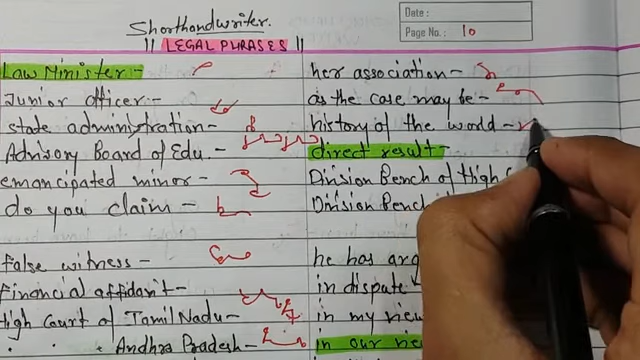 Shorthandwriter.
Date :
Page No.: 10
|| LEGAL PHRASES ||
Law Minister -
Junior officer -
state administration -
Advisory Board of Edu. -
emancipated minor -
do you claim -
false witness -
financial affidavit -
High Court of Tamil Nadu -
" " Andhra Pradesh -
her association -
as the case may be -
history of the world -
direct result -
Division Bench of High
Division Bench
he has arg
in dispute
in my view
in our view